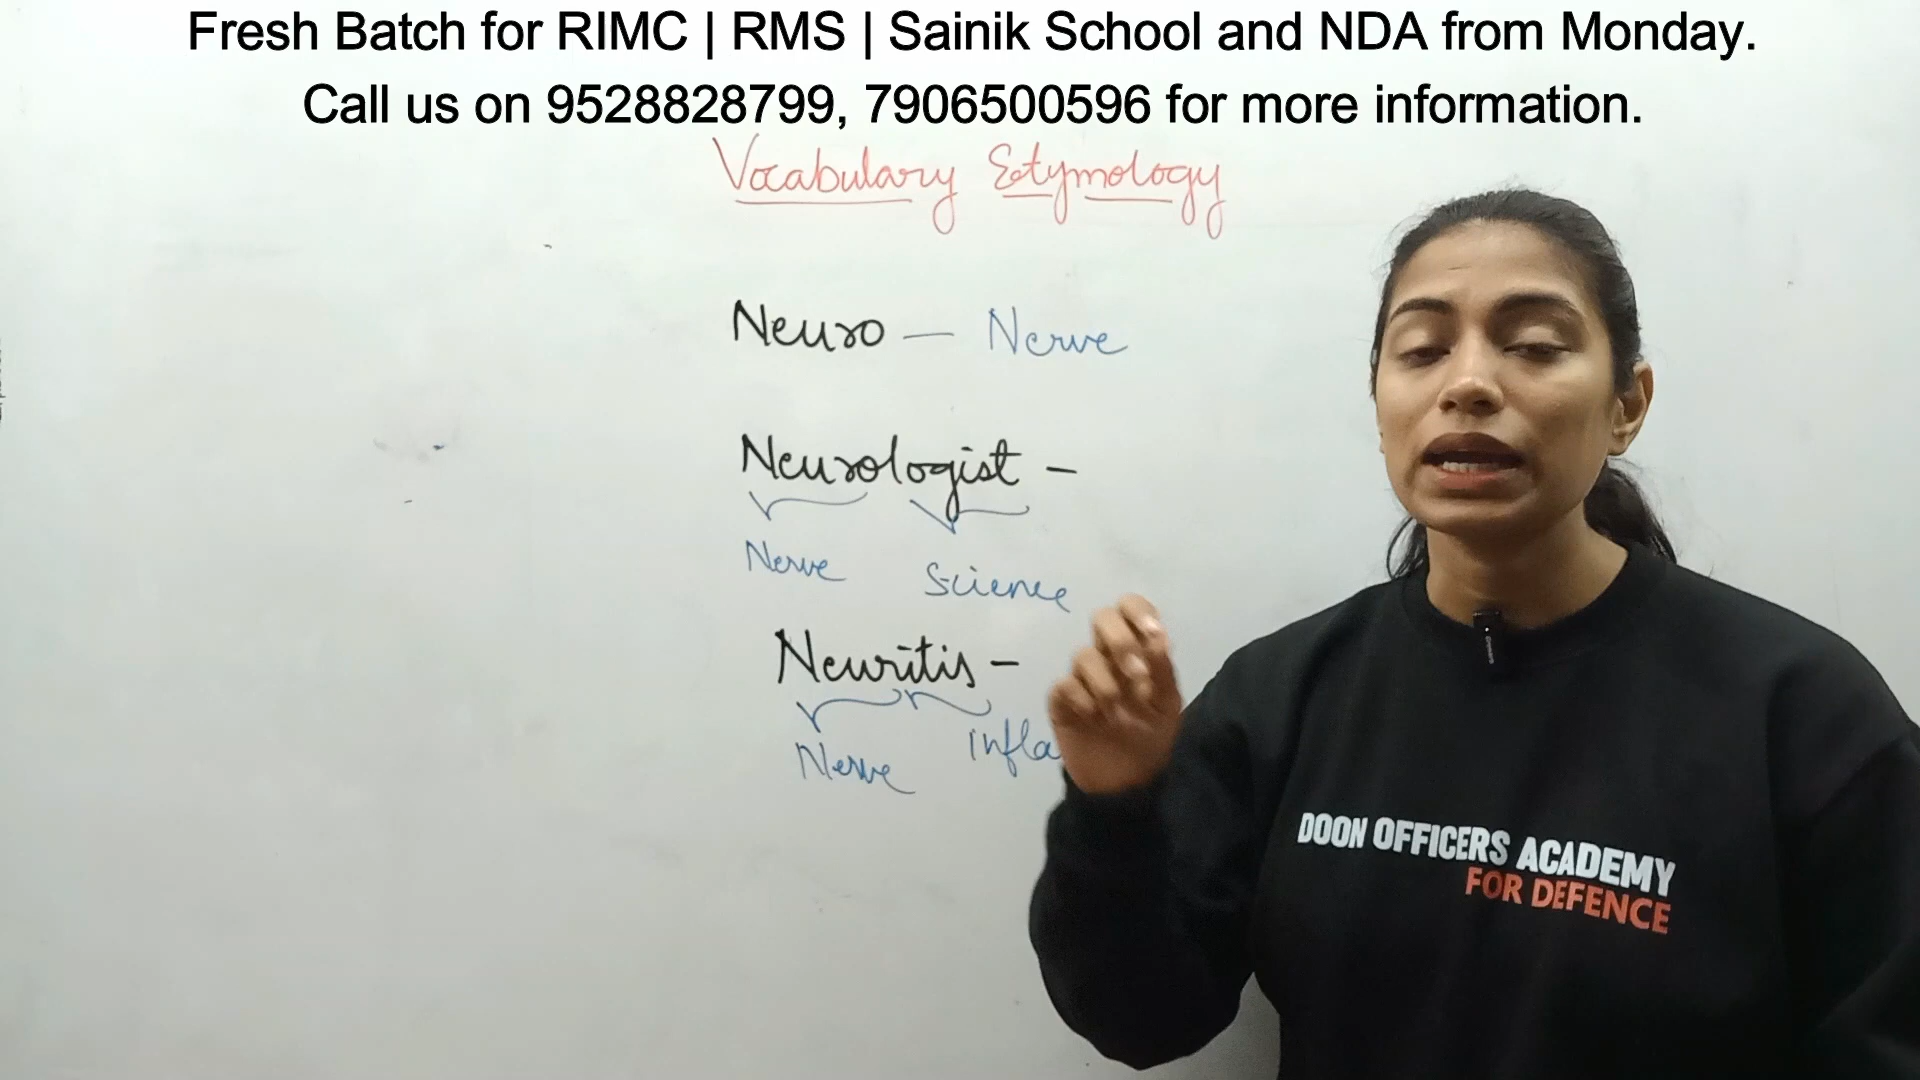 Fresh Batch for RIMC | RMS | Sainik School and NDA from Monday.
Call us on 9528828799, 7906500596 for more information.
Vocabulary Etymology
Neuro — Nerve
Neurologist -
Nerve Science
Neuritis -
Nerve infla
DOON OFFICERS ACADEMY
FOR DEFENCE